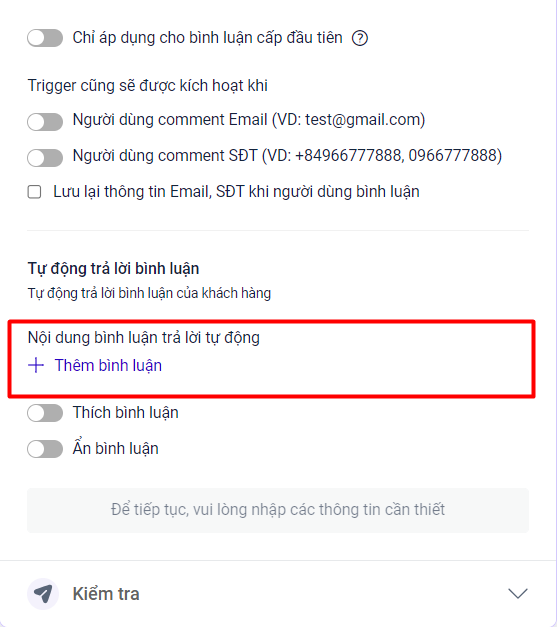 Chỉ áp dụng cho bình luận cấp đầu tiên ?
Trigger cũng sẽ được kích hoạt khi
Người dùng comment Email (VD: test@gmail.com)
Người dùng comment SĐT (VD: +84966777888, 0966777888)
Lưu lại thông tin Email, SĐT khi người dùng bình luận
Tự động trả lời bình luận
Tự động trả lời bình luận của khách hàng
Nội dung bình luận trả lời tự động
+ Thêm bình luận
Thích bình luận
Ẩn bình luận
Để tiếp tục, vui lòng nhập các thông tin cần thiết
Kiểm tra